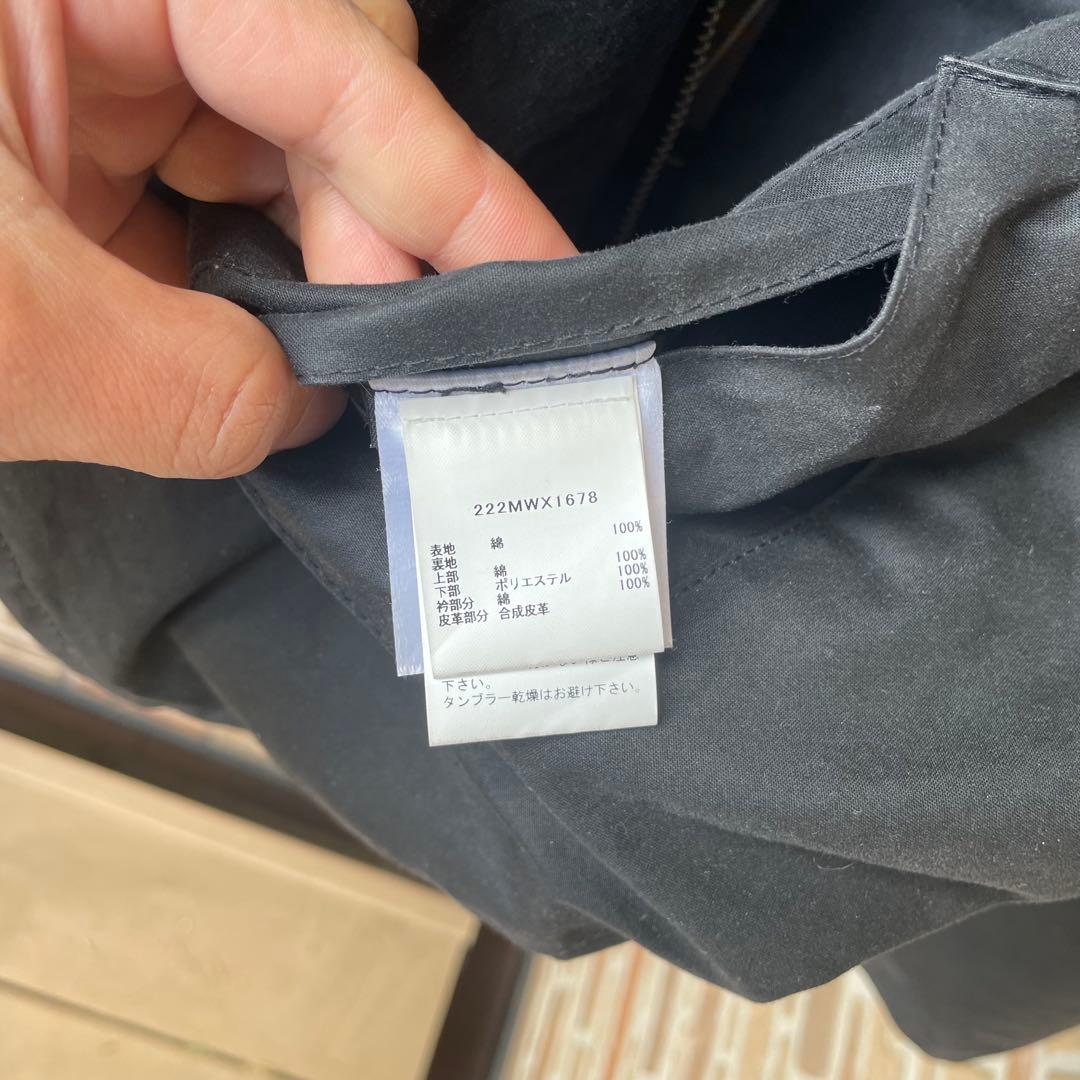 222MWX1678
表地 綿 100%
裏地
上部 綿 100%
下部 ポリエステル 100%
衿部分 綿 100%
皮革部分 合成皮革
下さい。
タンブラー乾燥はお避け下さい。